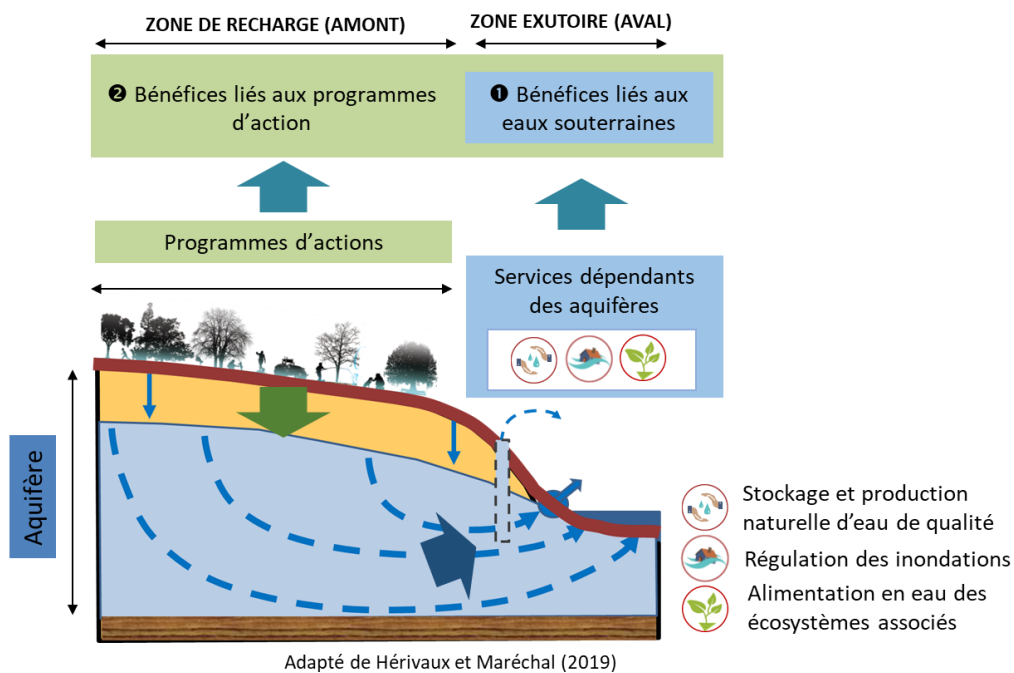 ZONE DE RECHARGE (AMONT)
ZONE EXUTOIRE (AVAL)
❷ Bénéfices liés aux programmes
d’action
❶ Bénéfices liés aux
eaux souterraines
Programmes d’actions
Services dépendants
des aquifères
Aquifère
Stockage et production
naturelle d’eau de qualité
Régulation des inondations
Alimentation en eau des
écosystèmes associés
Adapté de Hérivaux et Maréchal (2019)